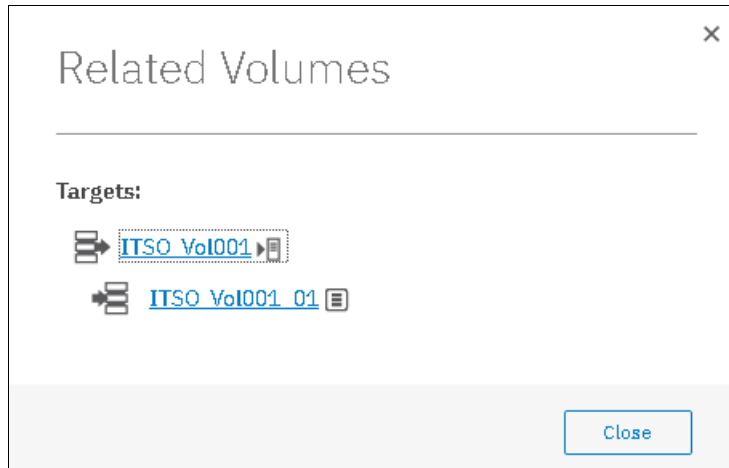 Related Volumes
Targets:
ITSO_Vol001
ITSO_Vol001_01
Close